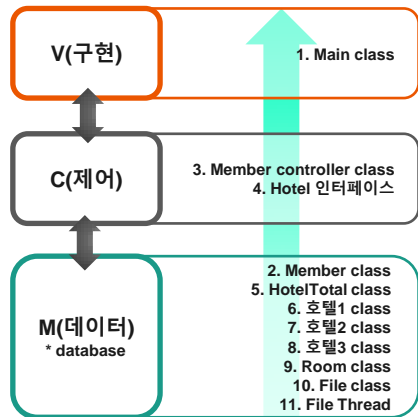 V(구현)
1. Main class
C(제어)
3. Member controller class
4. Hotel 인터페이스
M(데이터)
* database
2. Member class
5. HotelTotal class
6. 호텔1 class
7. 호텔2 class
8. 호텔3 class
9. Room class
10. File class
11. File Thread